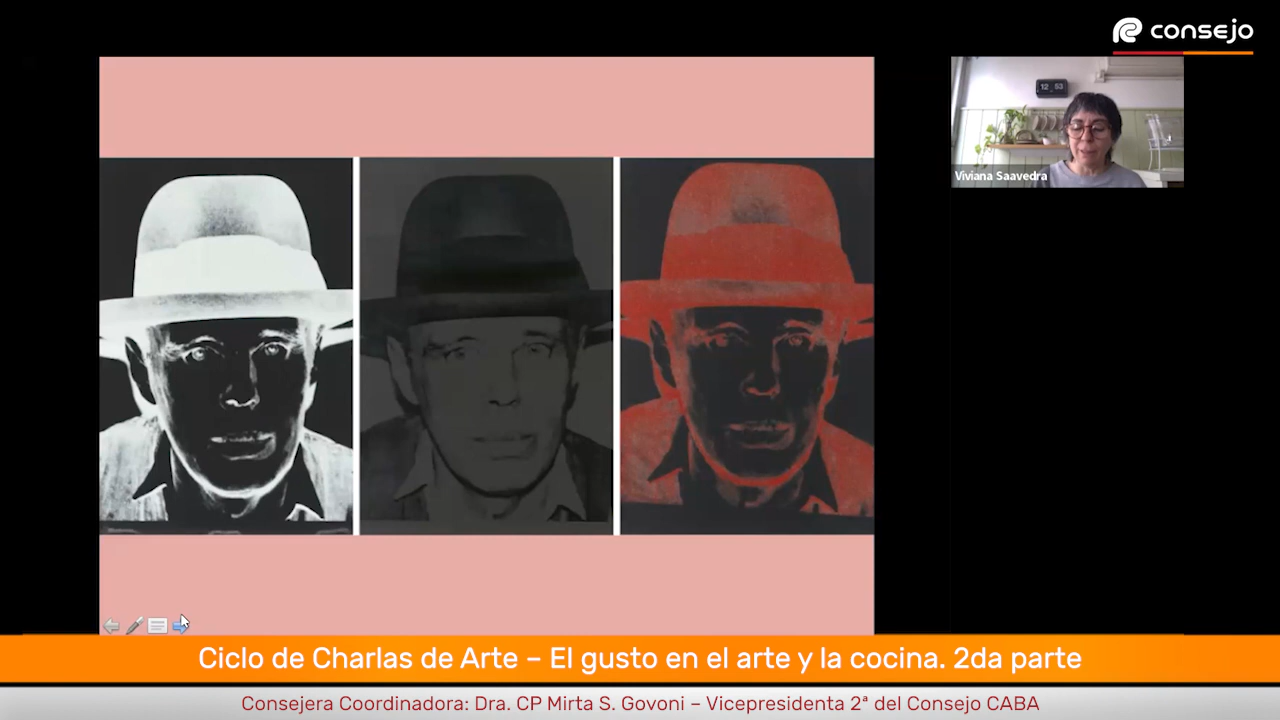 consejo
12 53
Viviana Saavedra
Ciclo de Charlas de Arte – El gusto en el arte y la cocina. 2da parte
Consejera Coordinadora: Dra. CP Mirta S. Govoni – Vicepresidenta 2ª del Consejo CABA